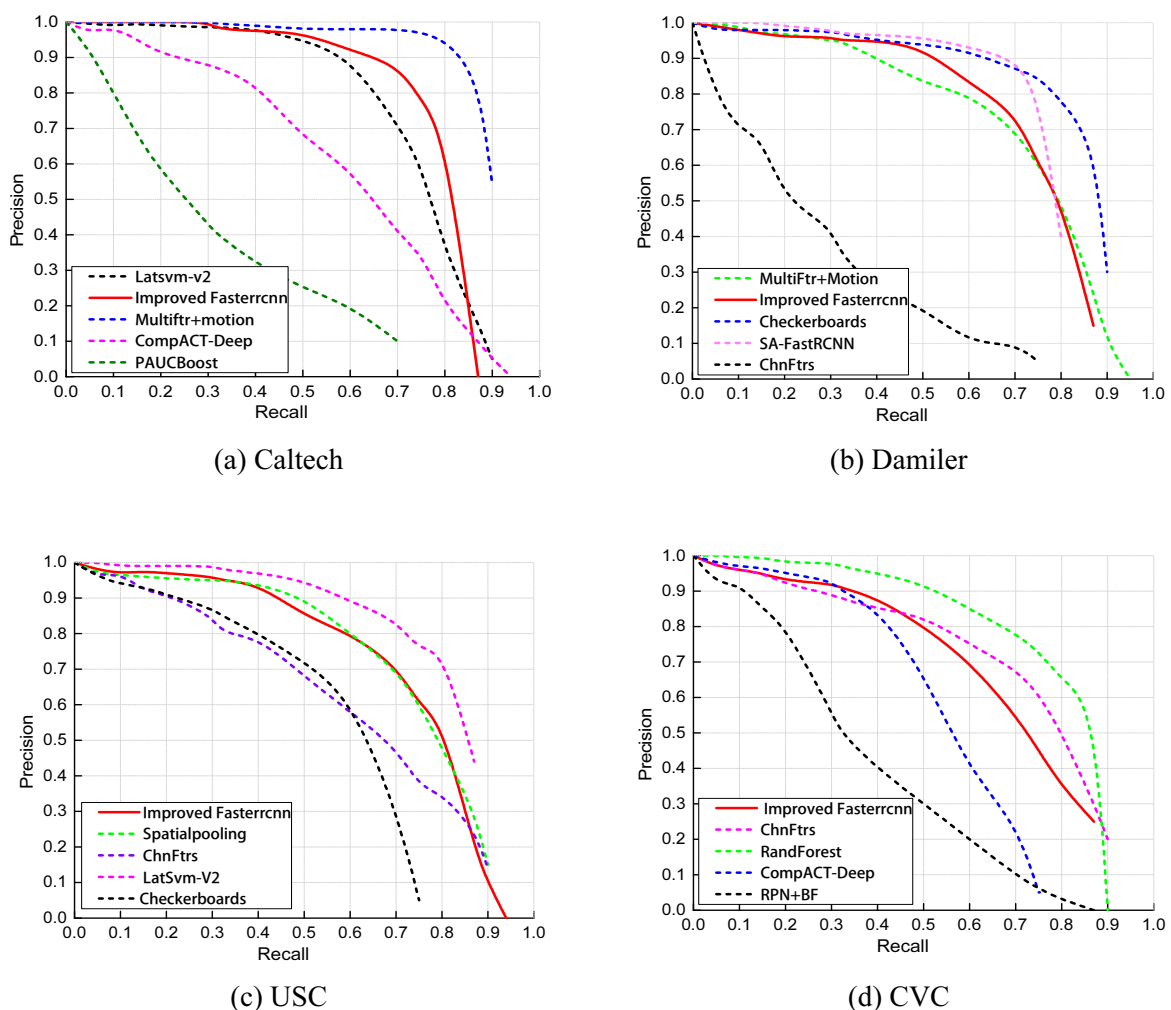 1.0
0.9
0.8
0.7
0.6
0.5
0.4
0.3
0.2
0.1
0.0
Precision
Latsvm-v2
Improved Fasterrcnn
Multiftr+motion
CompACT-Deep
PAUCBoost
0.1 0.2 0.3 0.4 0.5 0.6 0.7 0.8 0.9 1.0
Recall
(a) Caltech
1.0
0.9
0.8
0.7
0.6
0.5
0.4
0.3
0.2
0.1
0.0
Precision
MultiFtr+Motion
Improved Fasterrcnn
Checkerboards
SA-FastRCNN
ChnFtrs
0.1 0.2 0.3 0.4 0.5 0.6 0.7 0.8 0.9 1.0
Recall
(b) Damiler
1.0
0.9
0.8
0.7
0.6
0.5
0.4
0.3
0.2
0.1
0.0
Precision
Improved Fasterrcnn
Spatialpooling
ChnFtrs
LatSvm-V2
Checkerboards
0.0 0.1 0.2 0.3 0.4 0.5 0.6 0.7 0.8 0.9 1.0
Recall
(c) USC
1.0
0.9
0.8
0.7
0.6
0.5
0.4
0.3
0.2
0.1
0.0
Precision
Improved Fasterrcnn
ChnFtrs
RandForest
CompACT-Deep
RPN+BF
0.0 0.1 0.2 0.3 0.4 0.5 0.6 0.7 0.8 0.9 1.0
Recall
(d) CVC